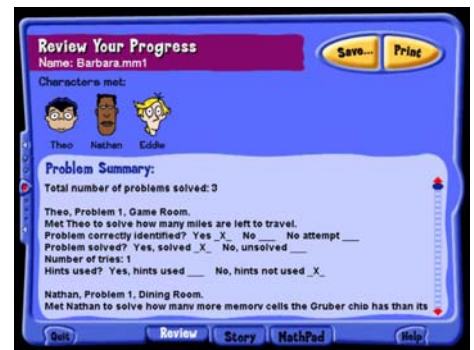 Review Your Progress
Name: Barbara.mm1
Save...
Print
Characters met:
Theo
Nathan
Eddie
Problem Summary:
Total number of problems solved: 3
Theo, Problem 1, Game Room.
Met Theo to solve how many miles are left to travel.
Problem correctly identified? Yes _X_ No ___ No attempt ___
Problem solved? Yes, solved _X_ No, unsolved ___
Number of tries: 1
Hints used? Yes, hints used ___ No, hints not used _X_
Nathan, Problem 1, Dining Room.
Met Nathan to solve how many more memory cells the Gruber chip has than its
Quit
Review
Story
MathPad
Help